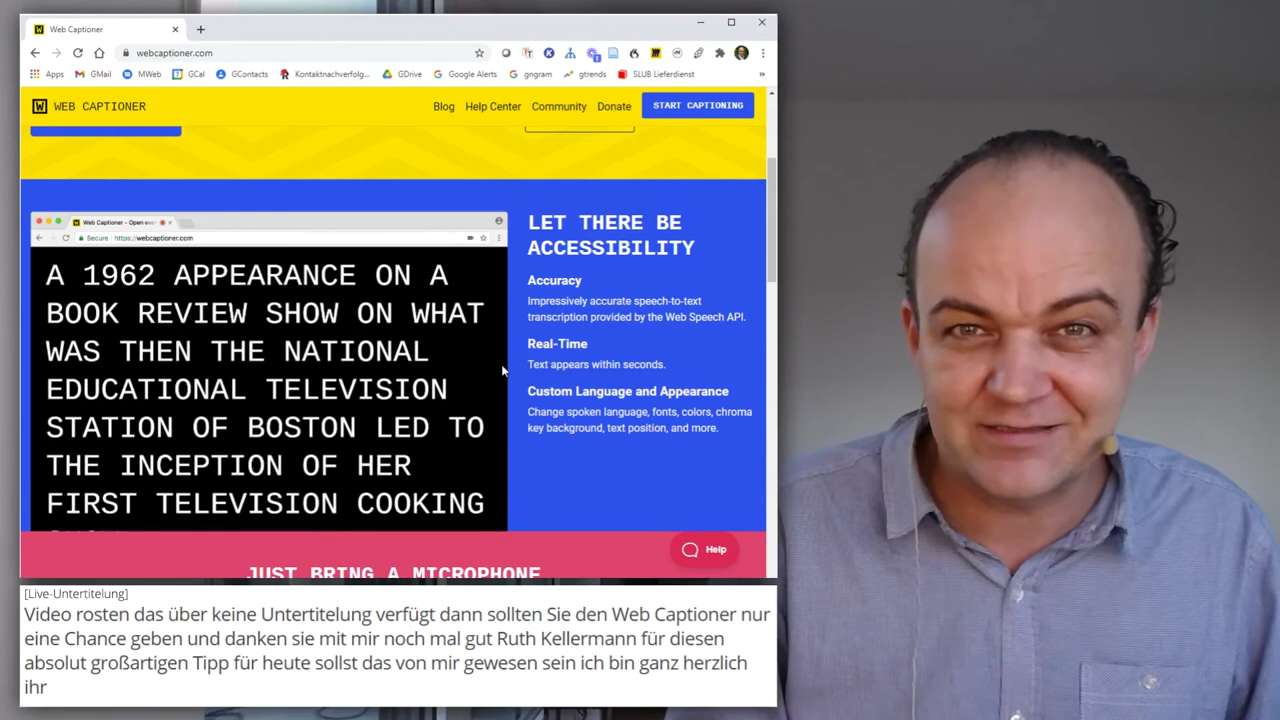 Web Captioner
webcaptioner.com
Apps GMail MWeb GCal GContacts Kontaktnachverfolg... GDrive Google Alerts gngram gtrends SLUB Lieferdienst »
WEB CAPTIONER Blog Help Center Community Donate START CAPTIONING
Web Captioner - Open ever
Secure https://webcaptioner.com
A 1962 APPEARANCE ON A
BOOK REVIEW SHOW ON WHAT
WAS THEN THE NATIONAL
EDUCATIONAL TELEVISION
STATION OF BOSTON LED TO
THE INCEPTION OF HER
FIRST TELEVISION COOKING
LET THERE BE
ACCESSIBILITY
Accuracy
Impressively accurate speech-to-text
transcription provided by the Web Speech API.
Real-Time
Text appears within seconds.
Custom Language and Appearance
Change spoken language, fonts, colors, chroma
key background, text position, and more.
Help
JUST BRING A MICROPHONE
[Live-Untertitelung]
Video rosten das über keine Untertitelung verfügt dann sollten Sie den Web Captioner nur
eine Chance geben und danken sie mit mir noch mal gut Ruth Kellermann für diesen
absolut großartigen Tipp für heute sollst das von mir gewesen sein ich bin ganz herzlich
ihr